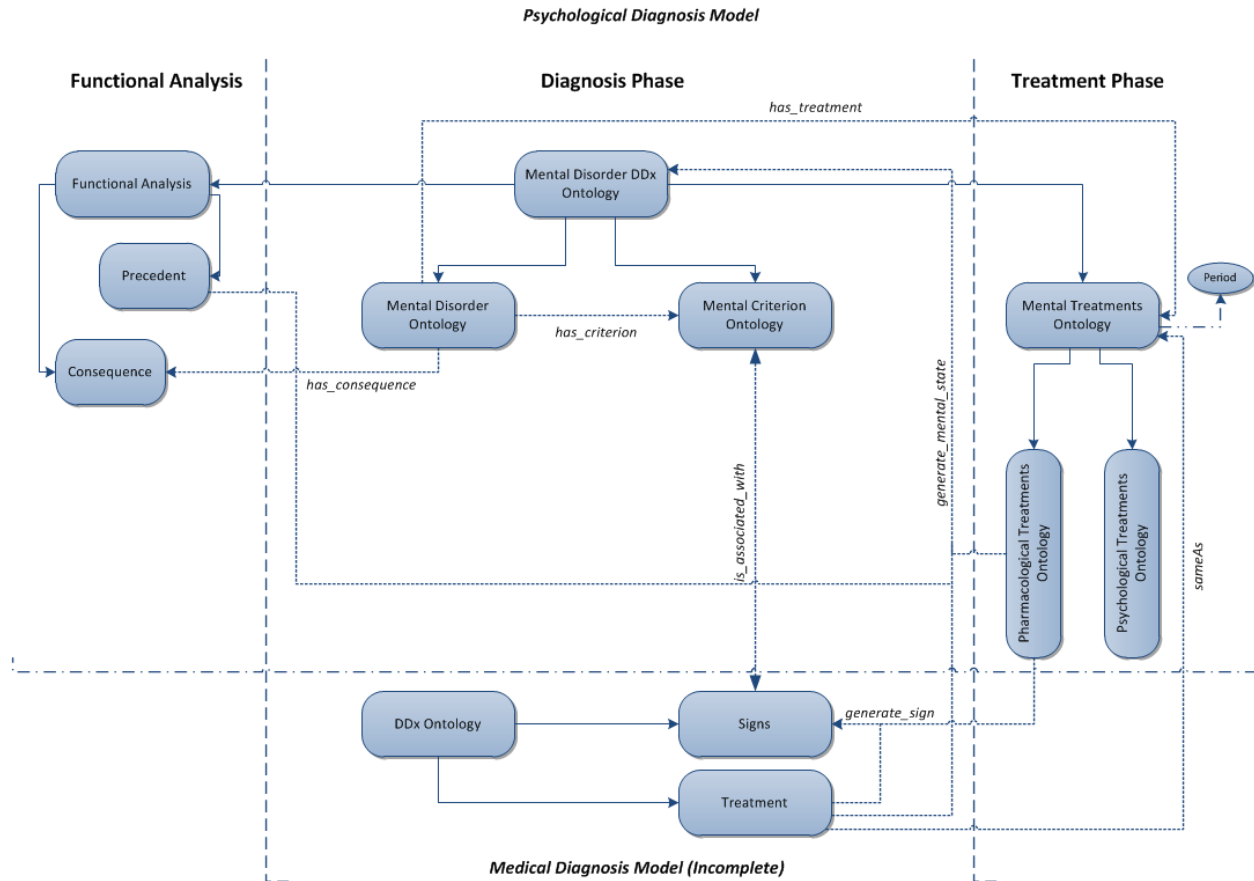 Psychological Diagnosis Model
Functional Analysis
Diagnosis Phase
Treatment Phase
has_treatment
Functional Analysis
Mental Disorder DDx
Ontology
Precedent
Mental Disorder
Ontology
has_criterion
Mental Criterion
Ontology
Mental Treatments
Ontology
Period
Consequence
has_consequence
generate_mental_state
is_associated_with
Pharmacological Treatments
Ontology
Psychological Treatments
Ontology
sameAs
DDx Ontology
Signs
generate_sign
Treatment
Medical Diagnosis Model (Incomplete)